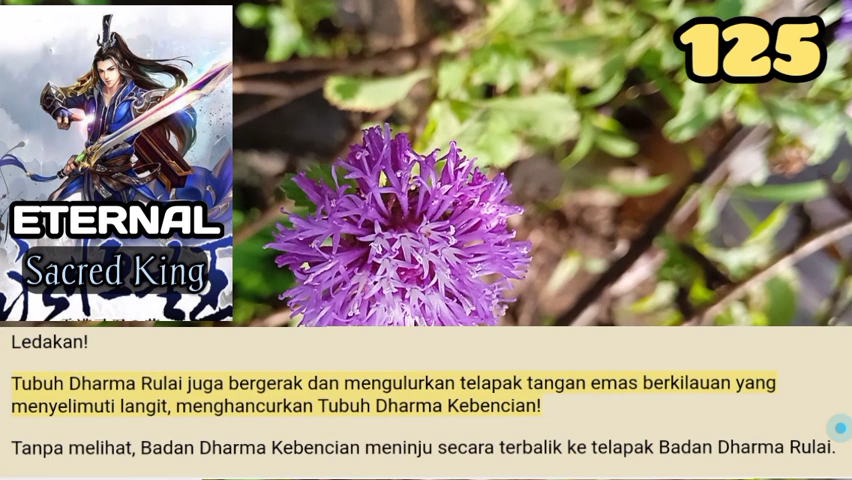 125
ETERNAL
Sacred King
Ledakan!
Tubuh Dharma Rulai juga bergerak dan mengulurkan telapak tangan emas berkilauan yang
menyelimuti langit, menghancurkan Tubuh Dharma Kebencian!
Tanpa melihat, Badan Dharma Kebencian meninju secara terbalik ke telapak Badan Dharma Rulai.